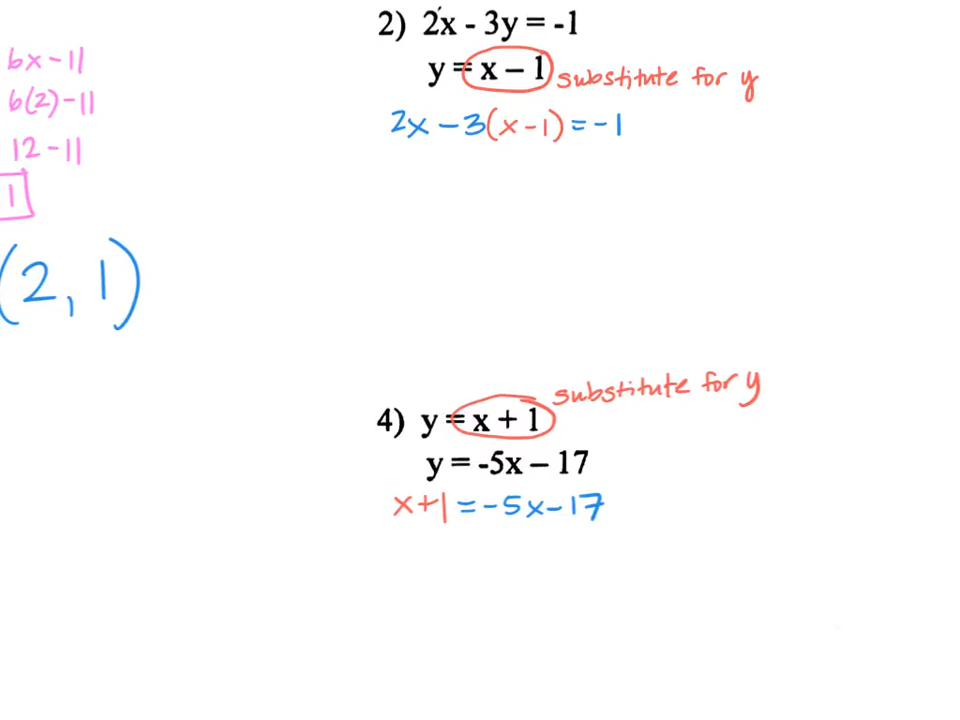 6x-11
6(2)-11
12-11
1
(2, 1)
2) 2x - 3y = -1
y = x – 1 substitute for y
2x - 3(x-1) = -1
substitute for y
4) y = x + 1
y = -5x – 17
x+1 = -5x-17